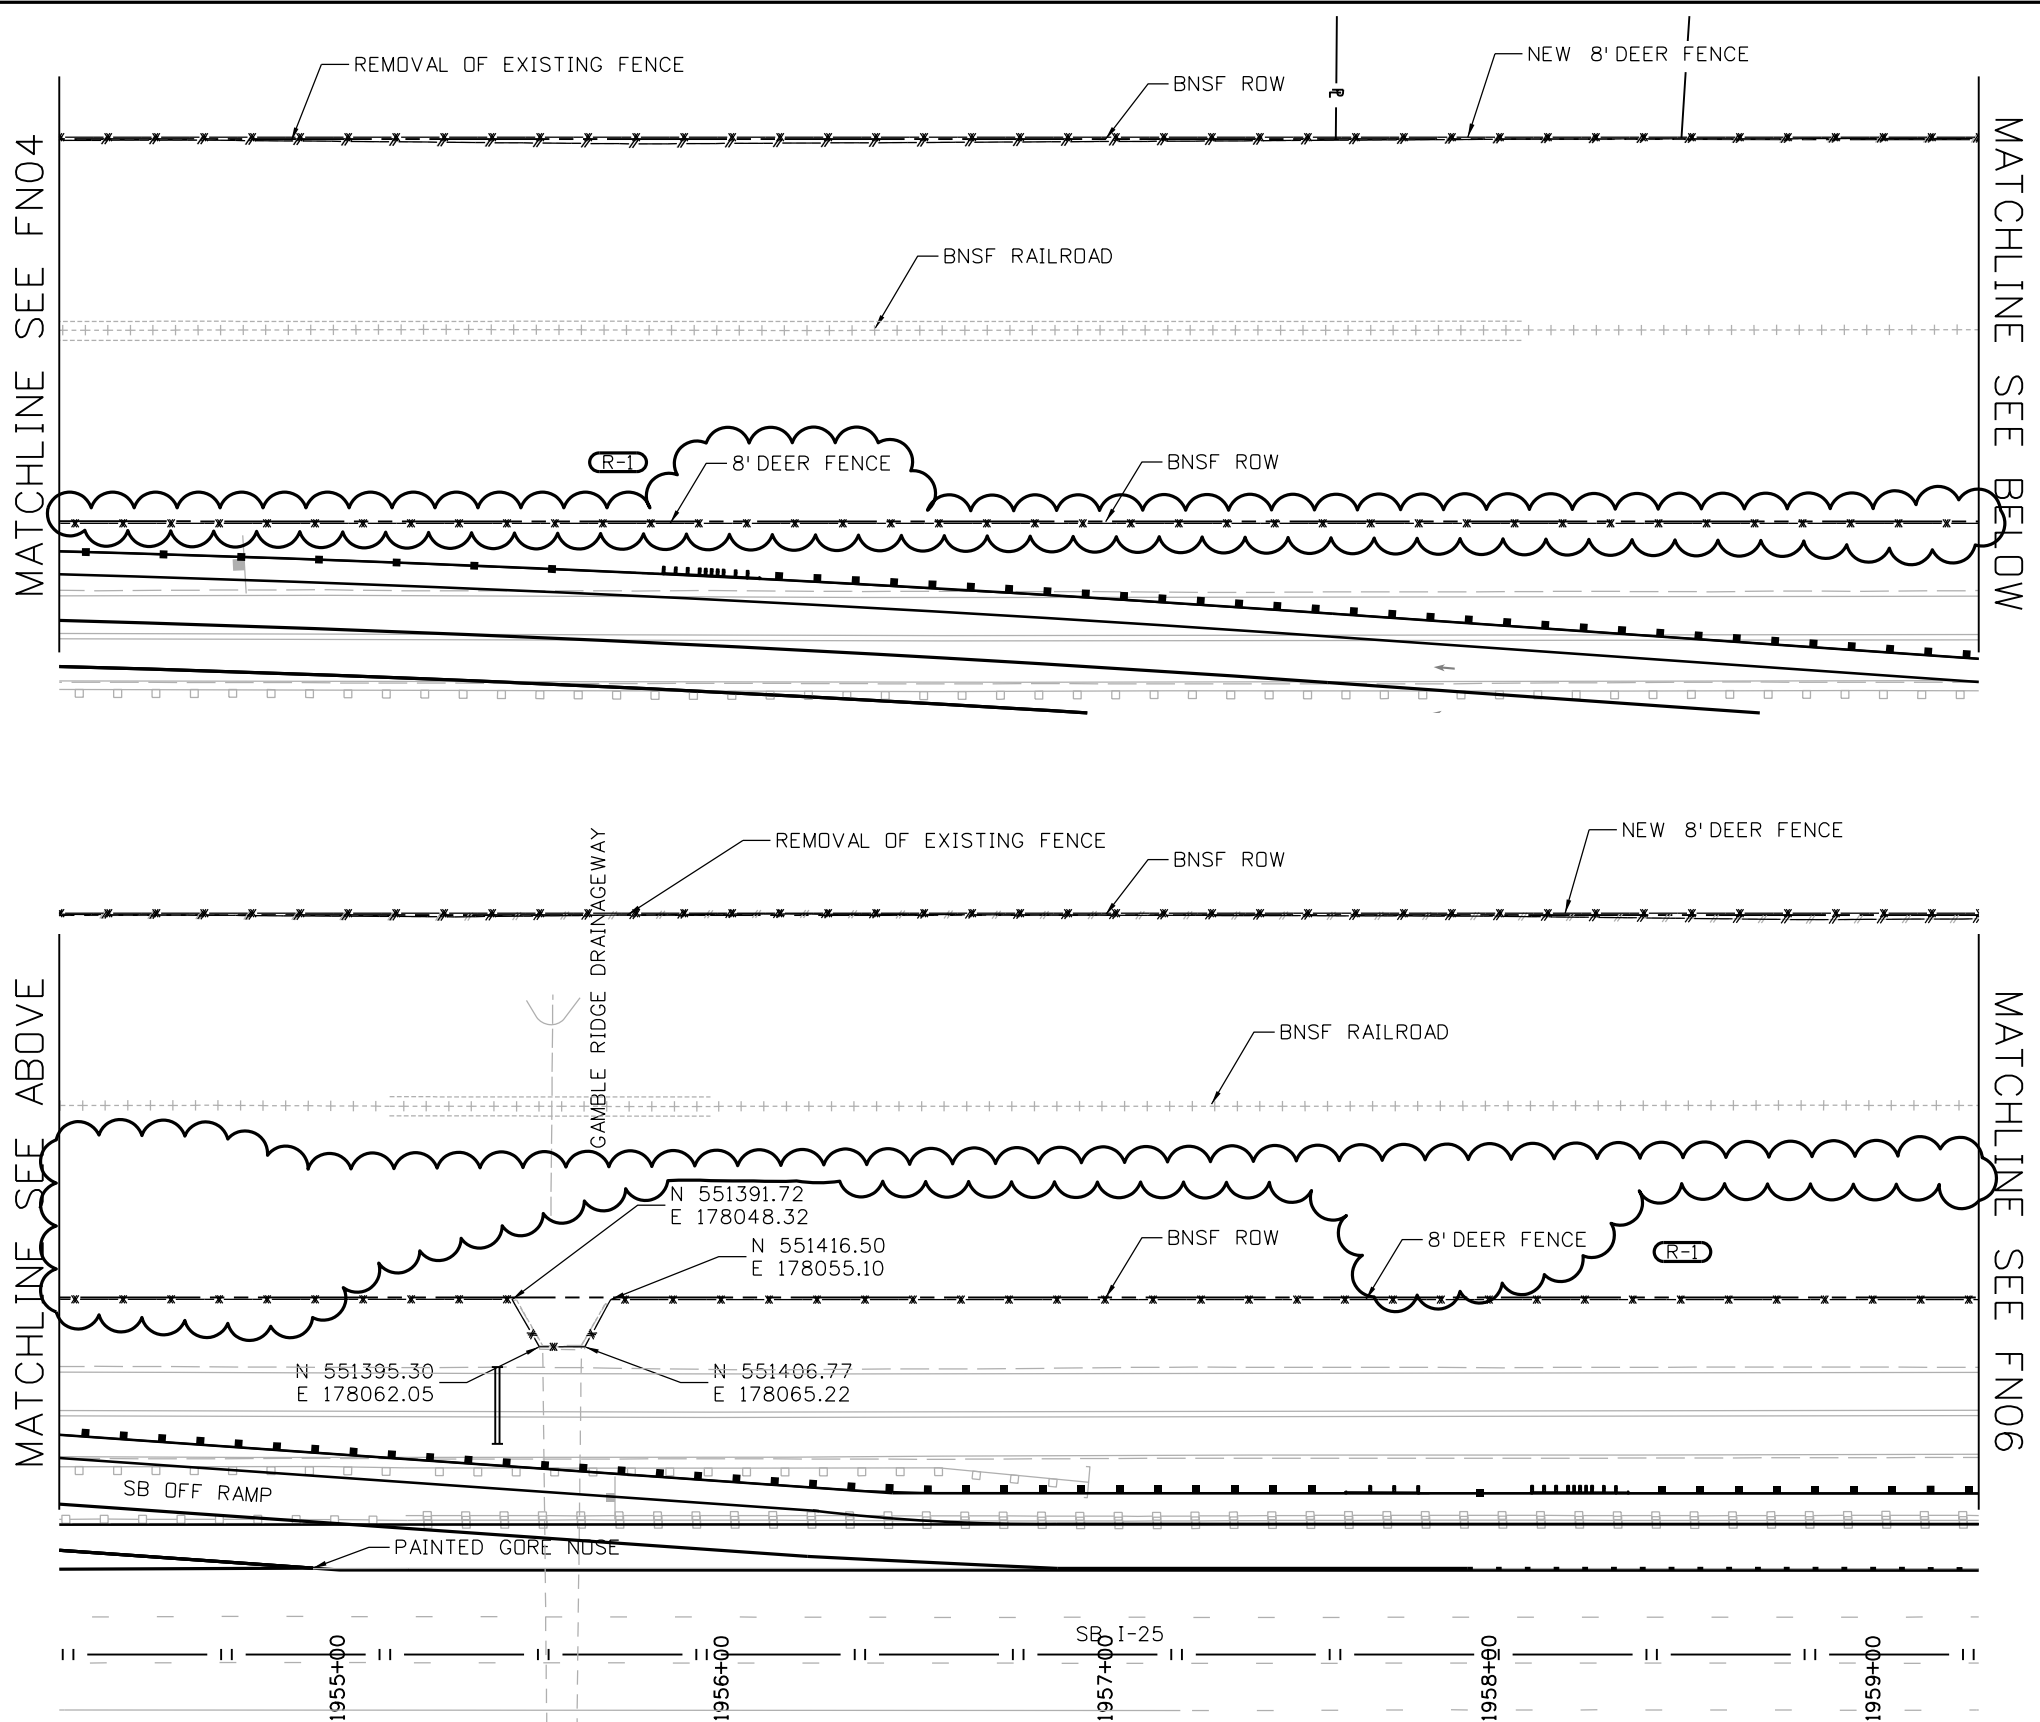 REMOVAL OF EXISTING FENCE
BNSF ROW
NEW 8' DEER FENCE
PL
MATCHLINE SEE FN04
MATCHLINE SEE BELOW
BNSF RAILROAD
R-1
8' DEER FENCE
BNSF ROW
REMOVAL OF EXISTING FENCE
BNSF ROW
NEW 8' DEER FENCE
GAMBLE RIDGE DRAINAGEWAY
MATCHLINE SEE ABOVE
MATCHLINE SEE FN06
BNSF RAILROAD
N 551391.72
E 178048.32
N 551416.50
E 178055.10
BNSF ROW
8' DEER FENCE
R-1
N 551395.30
E 178062.05
N 551406.77
E 178065.22
SB OFF RAMP
PAINTED GORE NOSE
SB I-25
1955+00
1956+00
1957+00
1958+00
1959+00